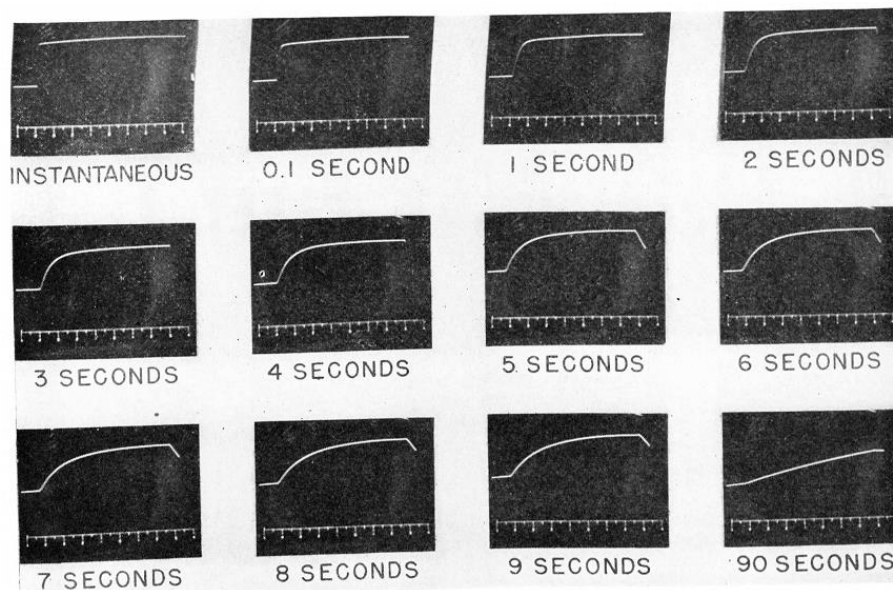 INSTANTANEOUS
0.1 SECOND
1 SECOND
2 SECONDS
3 SECONDS
4 SECONDS
5 SECONDS
6 SECONDS
7 SECONDS
8 SECONDS
9 SECONDS
90 SECONDS